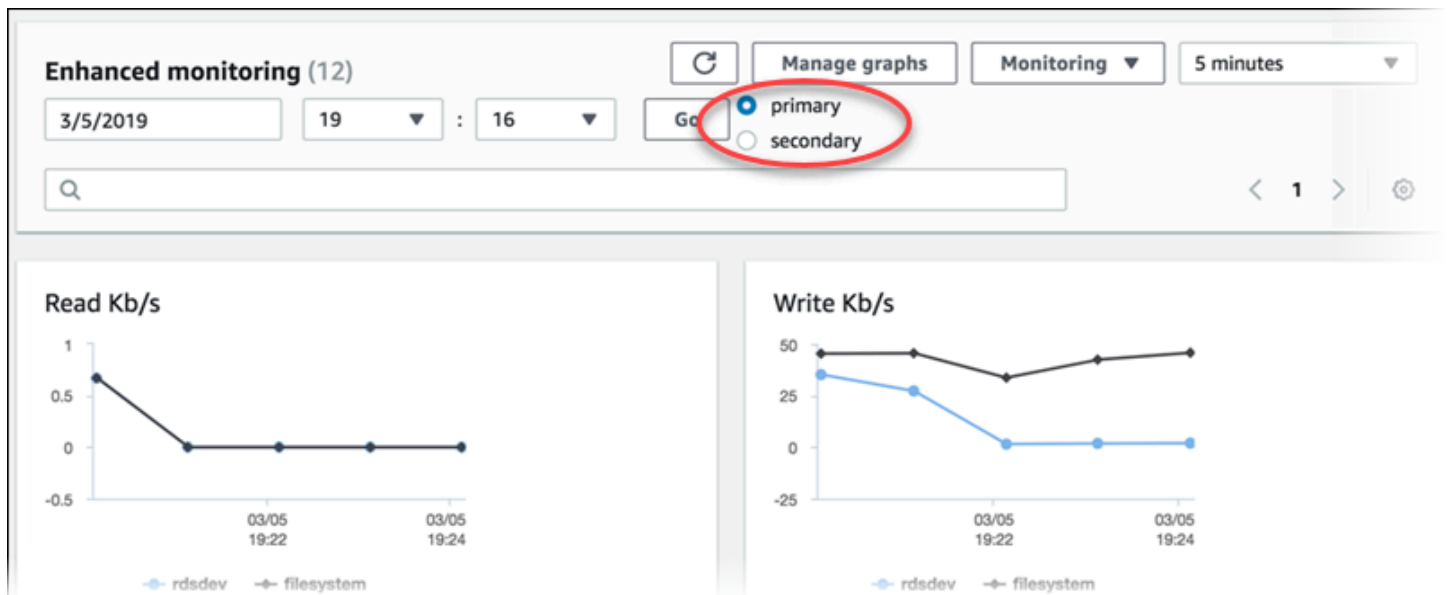 Enhanced monitoring (12)
Manage graphs
Monitoring
5 minutes
3/5/2019
19
:
16
Go
primary
secondary
1
Read Kb/s
1
0.5
0
-0.5
03/05
19:22
03/05
19:24
rdsdev
filesystem
Write Kb/s
50
25
0
-25
03/05
19:22
03/05
19:24
rdsdev
filesystem